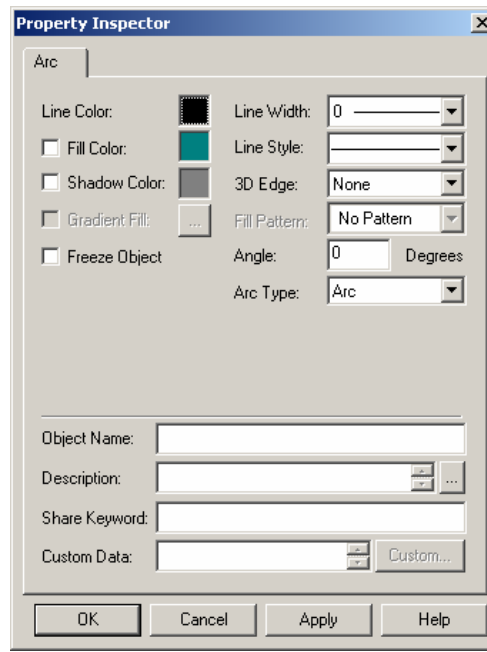 Property Inspector
Arc
Line Color:
Line Width: 0
Fill Color:
Line Style:
Shadow Color:
3D Edge: None
Gradient Fill: ...
Fill Pattern: No Pattern
Freeze Object
Angle: 0 Degrees
Arc Type: Arc
Object Name:
Description: ...
Share Keyword:
Custom Data: Custom...
OK Cancel Apply Help